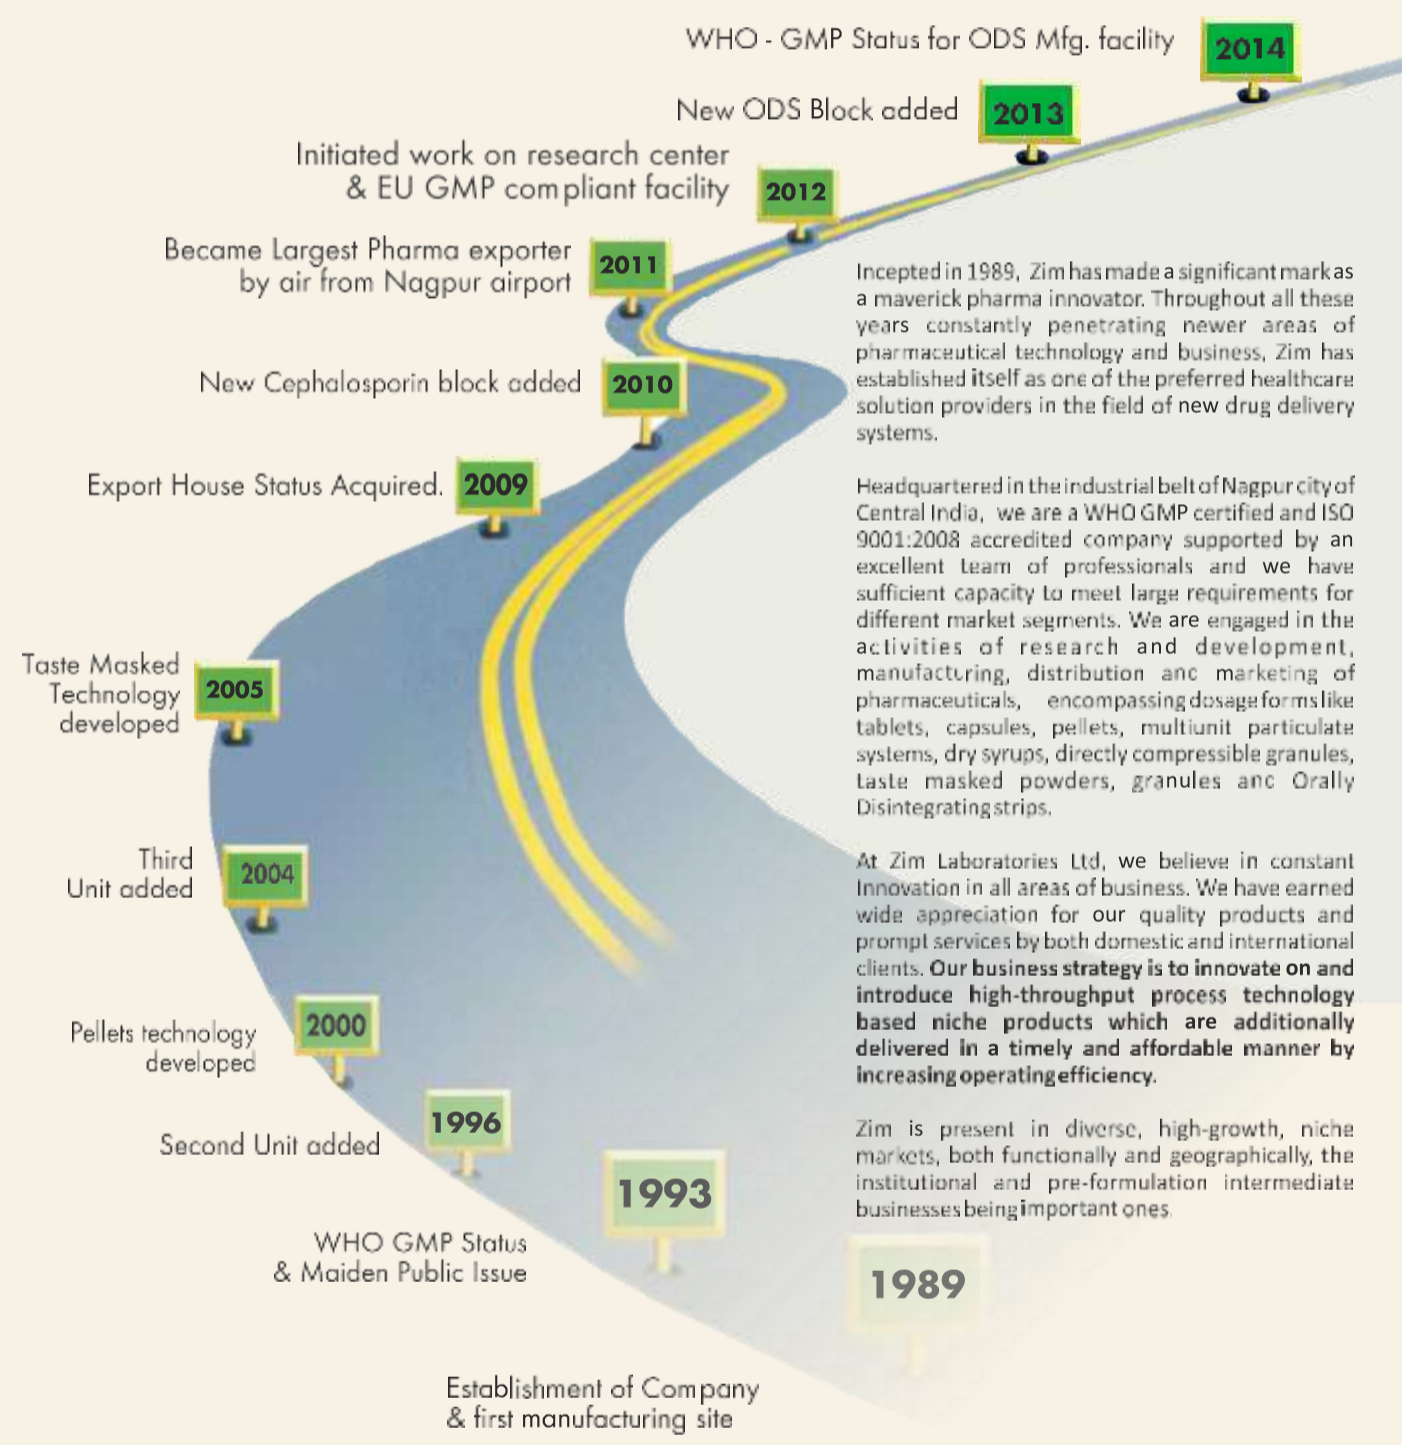 WHO - GMP Status for ODS Mfg. facility
2014
New ODS Block added
2013
Initiated work on research center
& EU GMP compliant facility
2012
Became Largest Pharma exporter
by air from Nagpur airport
2011
New Cephalosporin block added
2010
Export House Status Acquired.
2009
Taste Masked
Technology
developed
2005
Third
Unit added
2004
Pellets technology
developed
2000
Second Unit added
1996
WHO GMP Status
& Maiden Public Issue
1993
Establishment of Company
& first manufacturing site
1989
Incepted in 1989, Zim has made a significant mark as
a maverick pharma innovator. Throughout all these
years constantly penetrating newer areas of
pharmaceutical technology and business, Zim has
established itself as one of the preferred healthcare
solution providers in the field of new drug delivery
systems.
Headquartered in the industrial belt of Nagpur city of
Central India, we are a WHO GMP certified and ISO
9001:2008 accredited company supported by an
excellent team of professionals and we have
sufficient capacity to meet large requirements for
different market segments. We are engaged in the
activities of research and development,
manufacturing, distribution and marketing of
pharmaceuticals, encompassing dosage forms like
tablets, capsules, pellets, multiunit particulate
systems, dry syrups, directly compressible granules,
taste masked powders, granules and Orally
Disintegrating strips.
At Zim Laboratories Ltd, we believe in constant
Innovation in all areas of business. We have earned
wide appreciation for our quality products and
prompt services by both domestic and international
clients. Our business strategy is to innovate on and
introduce high-throughput process technology
based niche products which are additionally
delivered in a timely and affordable manner by
increasing operating efficiency.
Zim is present in diverse, high-growth, niche
markets, both functionally and geographically, the
institutional and pre-formulation intermediate
businesses being important ones.